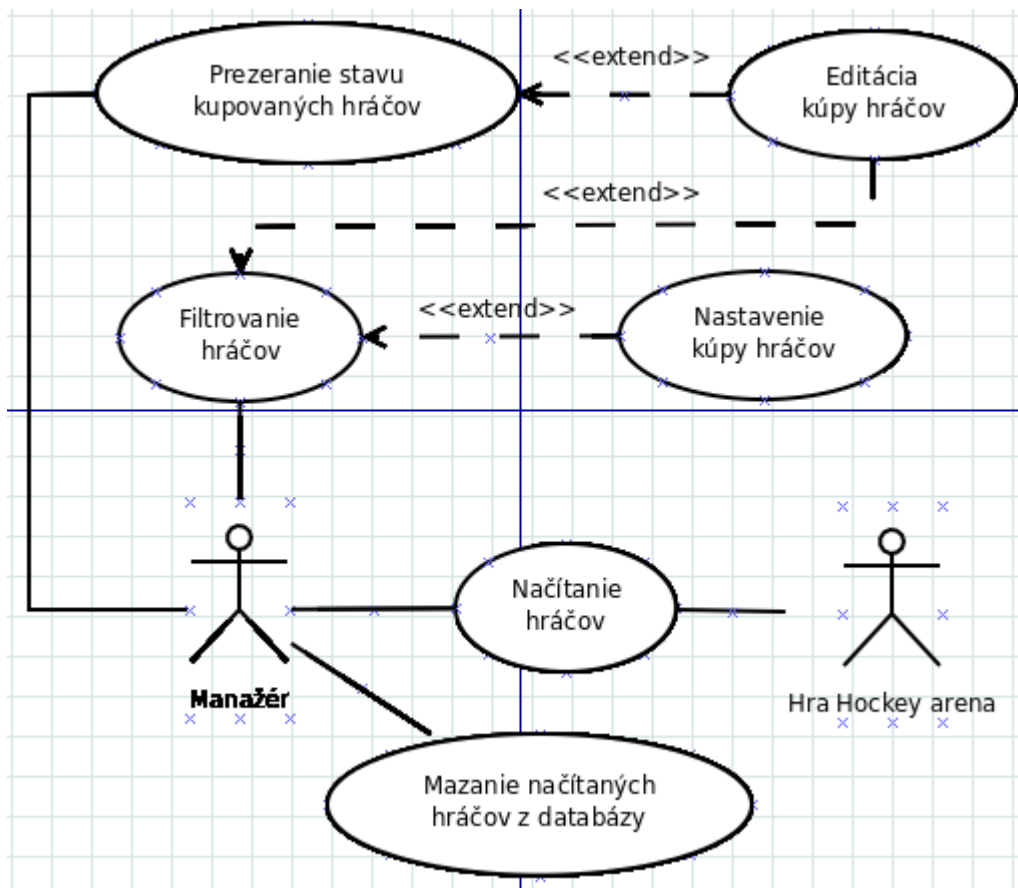 Prezeranie stavu
kupovaných hráčov
<<extend>>
Editácia
kúpy hráčov
<<extend>>
Filtrovanie
hráčov
<<extend>>
Nastavenie
kúpy hráčov
Načítanie
hráčov
Manažér
Hra Hockey arena
Mazanie načítaných
hráčov z databázy